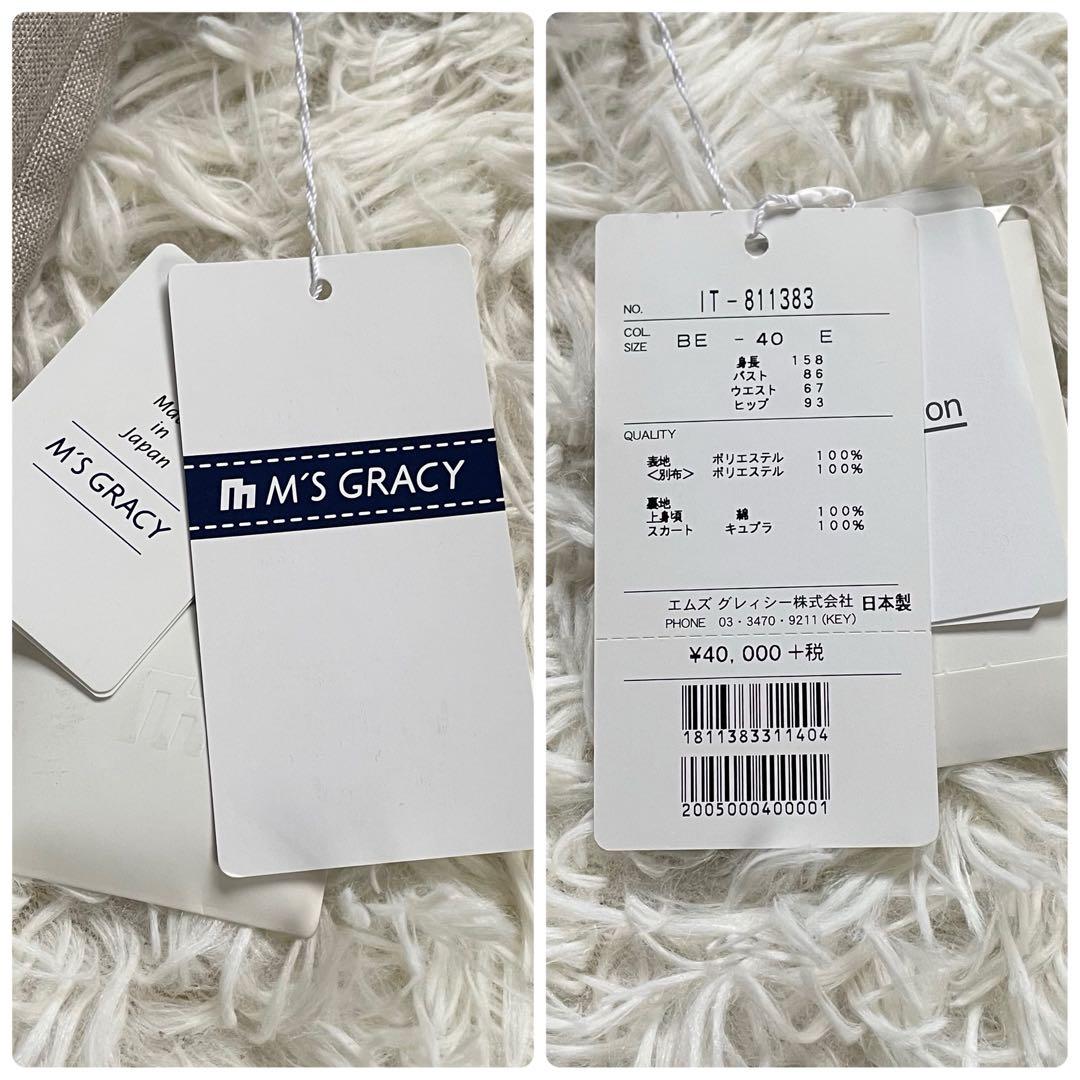 Ma
in
Japan
M'S GRACY
M'S GRACY
NO. IT-811383
COL.
SIZE BE - 40 E
身長 158
バスト 86
ウエスト 67
ヒップ 93
QUALITY
表地 ポリエステル 100%
<別布> ポリエステル 100%
裏地
上身頃 綿 100%
スカート キュプラ 100%
エムズ グレィシー株式会社 日本製
PHONE 03・3470・9211(KEY)
¥40,000+税
1811383311404
2005000400001
on